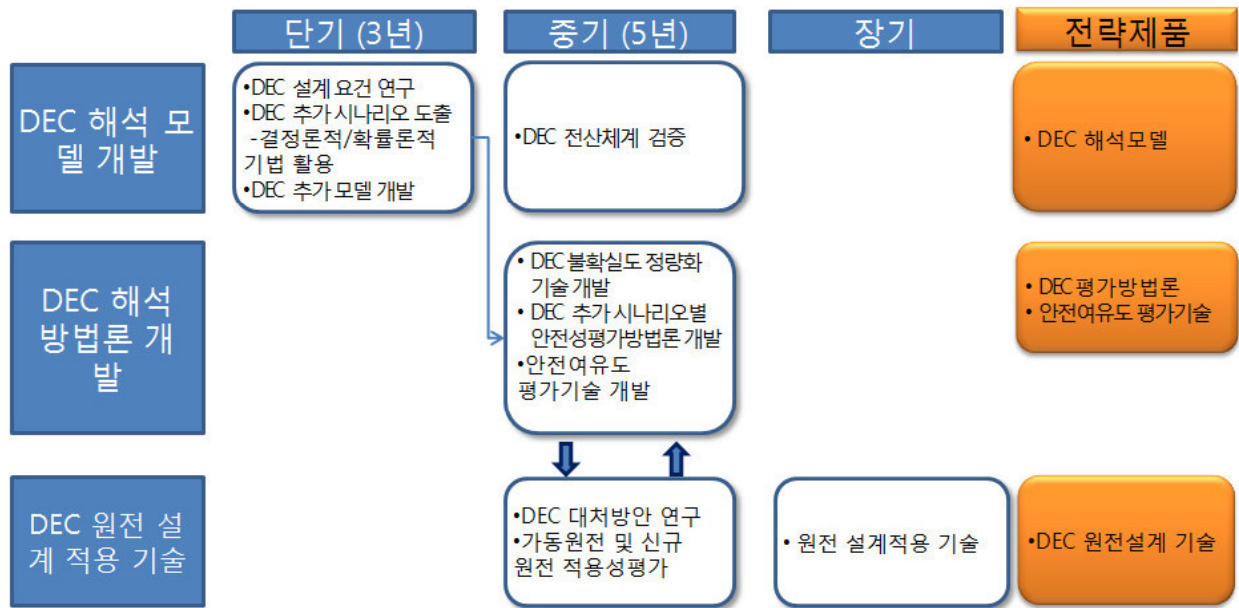 단기 (3년)
중기 (5년)
장기
전략제품
DEC 해석 모
델 개발
•DEC 설계 요건 연구
•DEC 추가 시나리오 도출
-결정론적/확률론적
기법 활용
•DEC 추가 모델 개발
•DEC 전산체계 검증
• DEC 해석모델
DEC 해석
방법론 개
발
• DEC 불확실도 정량화
기술 개발
• DEC 추가 시나리오별
안전성평가방법론 개발
•안전여유도
평가기술 개발
• DEC 평가방법론
• 안전여유도 평가기술
DEC 원전 설
계 적용 기술
•DEC 대처방안 연구
•가동원전 및 신규
원전 적용성평가
• 원전 설계적용 기술
•DEC 원전설계 기술